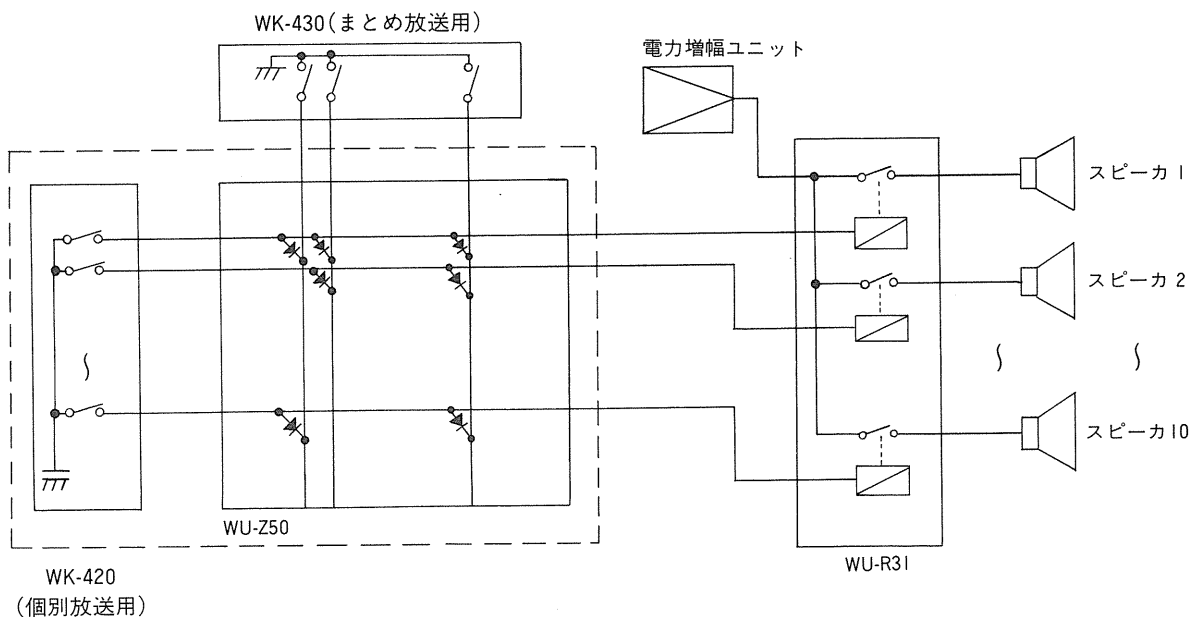 WK-430(まとめ放送用)
電力増幅ユニット
スピーカ1
スピーカ2
スピーカ10
WU-Z50
WU-R31
WK-420
(個別放送用)